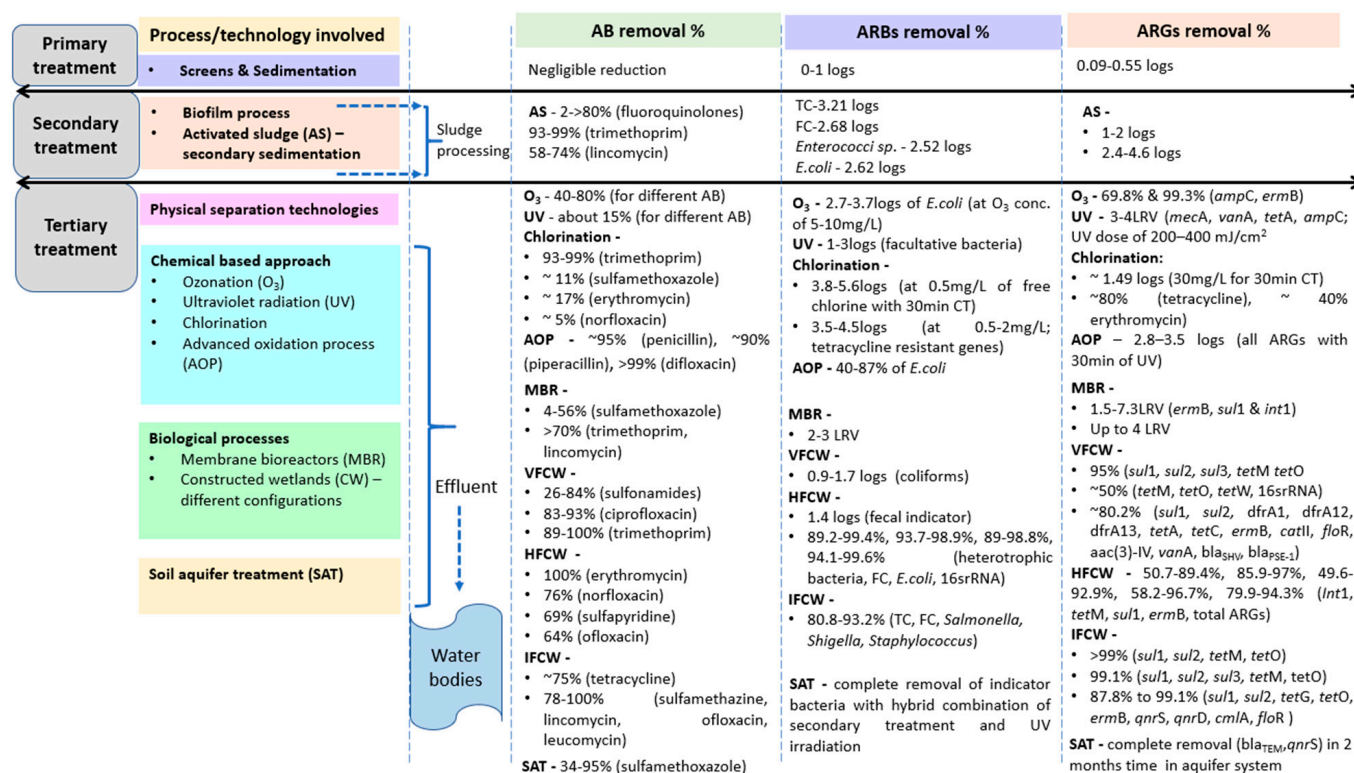 Primary
treatment
Process/technology involved
• Screens & Sedimentation
AB removal %
Negligible reduction
ARBs removal %
0-1 logs
ARGs removal %
0.09-0.55 logs
Secondary
treatment
• Biofilm process
• Activated sludge (AS) –
secondary sedimentation
Sludge
processing
AS - 2->80% (fluoroquinolones)
93-99% (trimethoprim)
58-74% (lincomycin)
TC-3.21 logs
FC-2.68 logs
Enterococci sp. - 2.52 logs
E.coli - 2.62 logs
AS -
• 1-2 logs
• 2.4-4.6 logs
Tertiary
treatment
Physical separation technologies
Chemical based approach
• Ozonation (O₃)
• Ultraviolet radiation (UV)
• Chlorination
• Advanced oxidation process
(AOP)
Biological processes
• Membrane bioreactors (MBR)
• Constructed wetlands (CW) –
different configurations
Soil aquifer treatment (SAT)
Effluent
Water
bodies
O₃ - 40-80% (for different AB)
UV - about 15% (for different AB)
Chlorination -
• 93-99% (trimethoprim)
• ~ 11% (sulfamethoxazole)
• ~ 17% (erythromycin)
• ~ 5% (norfloxacin)
AOP - ~95% (penicillin), ~90%
(piperacillin), >99% (difloxacin)
MBR -
• 4-56% (sulfamethoxazole)
• >70% (trimethoprim,
lincomycin)
VFCW -
• 26-84% (sulfonamides)
• 83-93% (ciprofloxacin)
• 89-100% (trimethoprim)
HFCW -
• 100% (erythromycin)
• 76% (norfloxacin)
• 69% (sulfapyridine)
• 64% (ofloxacin)
IFCW -
• ~75% (tetracycline)
• 78-100% (sulfamethazine,
lincomycin, ofloxacin,
leucomycin)
SAT - 34-95% (sulfamethoxazole)
O₃ - 2.7-3.7logs of E.coli (at O₃ conc.
of 5-10mg/L)
UV - 1-3logs (facultative bacteria)
Chlorination -
• 3.8-5.6logs (at 0.5mg/L of free
chlorine with 30min CT)
• 3.5-4.5logs (at 0.5-2mg/L;
tetracycline resistant genes)
AOP - 40-87% of E.coli
MBR -
• 2-3 LRV
VFCW -
• 0.9-1.7 logs (coliforms)
HFCW -
• 1.4 logs (fecal indicator)
• 89.2-99.4%, 93.7-98.9%, 89-98.8%,
94.1-99.6% (heterotrophic
bacteria, FC, E.coli, 16srRNA)
IFCW -
• 80.8-93.2% (TC, FC, Salmonella,
Shigella, Staphylococcus)
SAT - complete removal of indicator
bacteria with hybrid combination of
secondary treatment and UV
irradiation
O₃ - 69.8% & 99.3% (ampC, ermB)
UV - 3-4LRV (mecA, vanA, tetA, ampC;
UV dose of 200–400 mJ/cm²
Chlorination:
• ~ 1.49 logs (30mg/L for 30min CT)
• ~80% (tetracycline), ~ 40%
erythromycin)
AOP – 2.8–3.5 logs (all ARGs with
30min of UV)
MBR -
• 1.5-7.3LRV (ermB, sul1 & int1)
• Up to 4 LRV
VFCW -
• 95% (sul1, sul2, sul3, tetM tetO
• ~50% (tetM, tetO, tetW, 16srRNA)
• ~80.2% (sul1, sul2, dfrA1, dfrA12,
dfrA13, tetA, tetC, ermB, catII, floR,
aac(3)-IV, vanA, blaSHV, blaPSE-1)
HFCW - 50.7-89.4%, 85.9-97%, 49.6-
92.9%, 58.2-96.7%, 79.9-94.3% (Int1,
tetM, sul1, ermB, total ARGs)
IFCW -
• >99% (sul1, sul2, tetM, tetO)
• 99.1% (sul1, sul2, sul3, tetM, tetO)
• 87.8% to 99.1% (sul1, sul2, tetG, tetO,
ermB, qnrS, qnrD, cmlA, floR )
SAT - complete removal (blaTEM,qnrS) in 2
months time in aquifer system